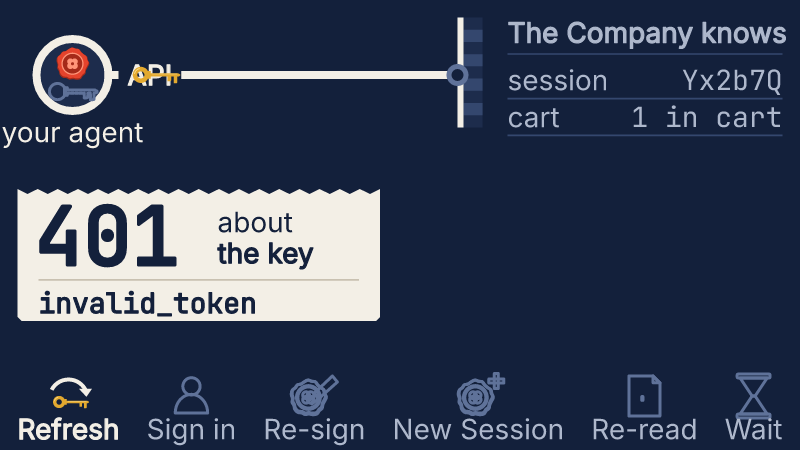 The Company knows
API
session Yx2b7Q
cart 1 in cart
your agent
401 about the key
invalid_token
Refresh Sign in Re-sign New Session Re-read Wait